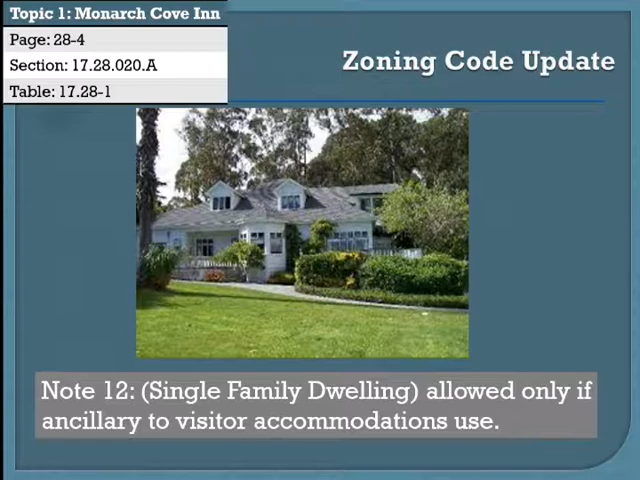 Topic 1: Monarch Cove Inn
Page: 28-4
Section: 17.28.020.A
Table: 17.28-1
Zoning Code Update
Note 12: (Single Family Dwelling) allowed only if
ancillary to visitor accommodations use.